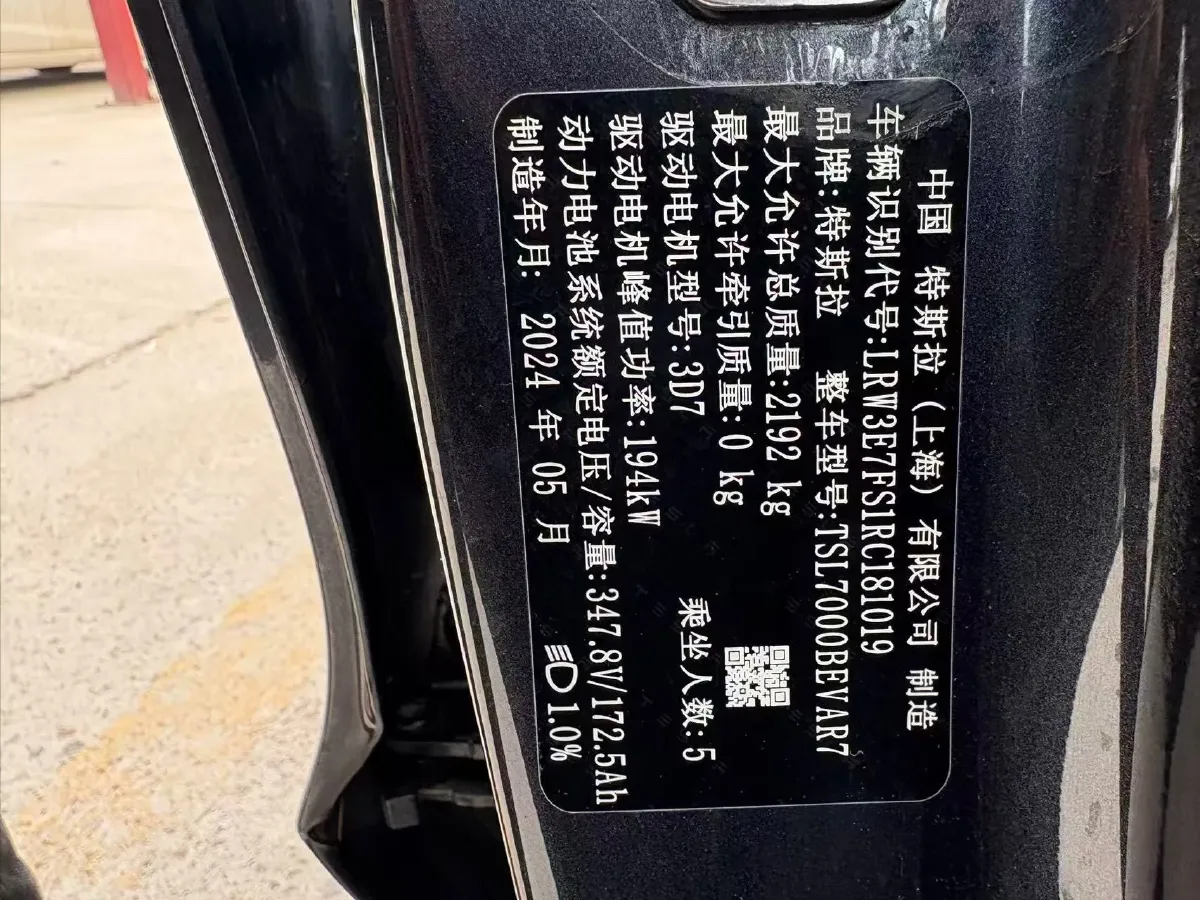 中国 特斯拉(上海)有限公司 制造
车辆识别代号:LRW3E7FS1RC181019
品牌:特斯拉 整车型号:TSL7000BEVAR7
最大允许总质量:2192 kg
最大允许牵引质量:0 kg
驱动电机型号:3D7 乘坐人数:5
驱动电机峰值功率:194kW
动力电池系统额定电压/容量:347.8V/172.5Ah
制造年月: 2024 年 05 月 1.0%